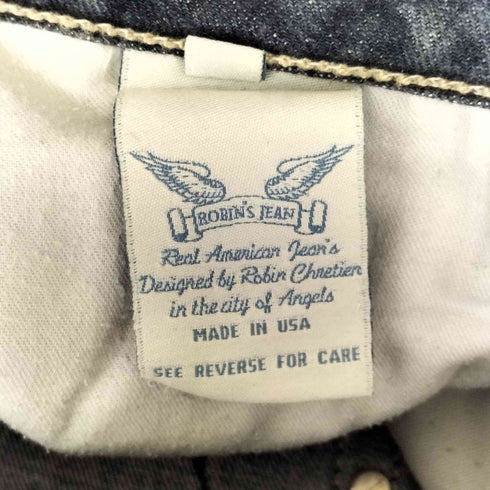 ROBIN'S JEAN
Real American Jean's
Designed by Robin Chretien
in the city of Angels
MADE IN USA
SEE REVERSE FOR CARE